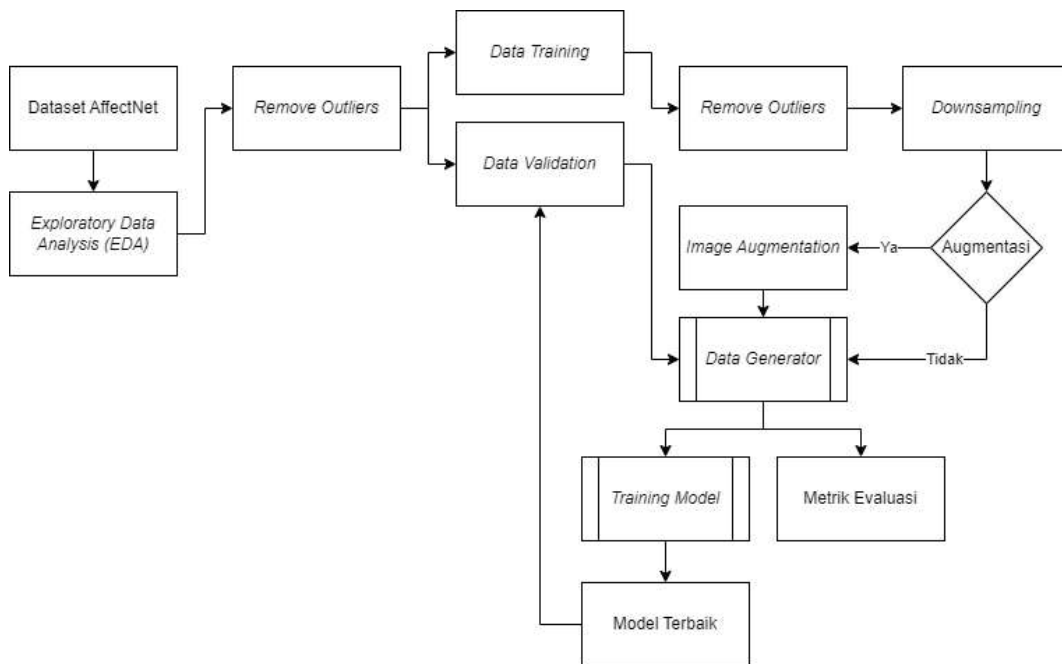 Dataset AffectNet
Exploratory Data
Analysis (EDA)
Remove Outliers
Data Training
Data Validation
Remove Outliers
Downsampling
Augmentasi
Ya
Image Augmentation
Tidak
Data Generator
Training Model
Metrik Evaluasi
Model Terbaik